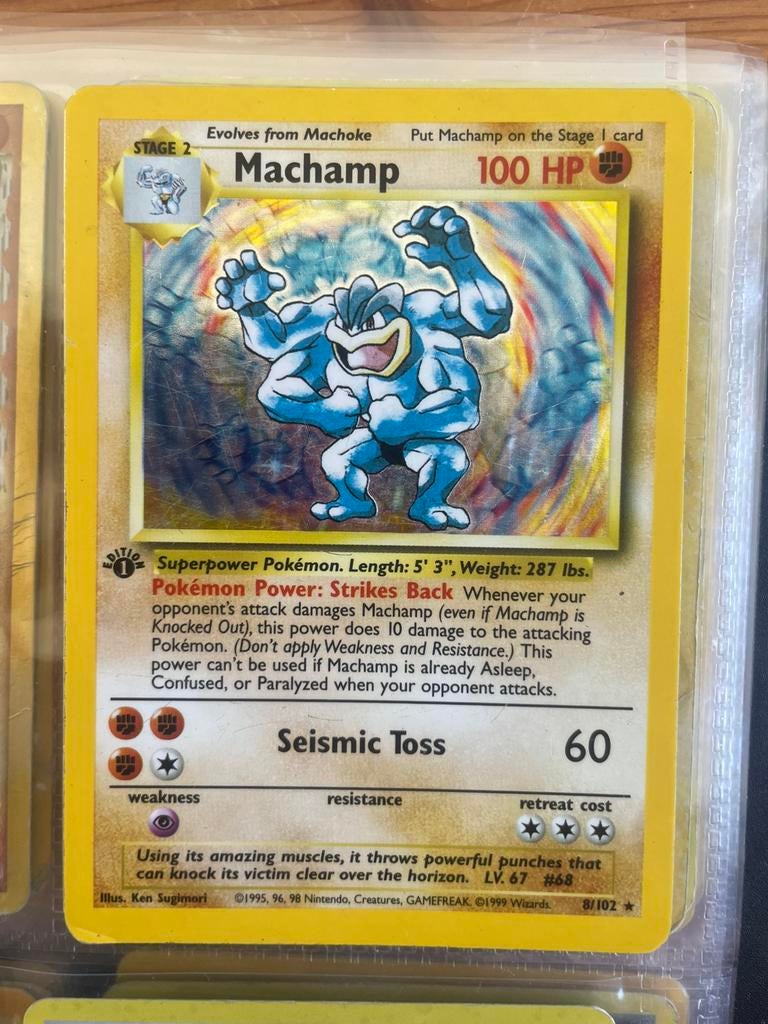 Evolves from Machoke Put Machamp on the Stage 1 card
STAGE 2
Machamp 100 HP
EDITION
1
Superpower Pokémon. Length: 5' 3", Weight: 287 lbs.
Pokémon Power: Strikes Back Whenever your
opponent's attack damages Machamp (even if Machamp is
Knocked Out), this power does 10 damage to the attacking
Pokémon. (Don't apply Weakness and Resistance.) This
power can't be used if Machamp is already Asleep,
Confused, or Paralyzed when your opponent attacks.
Seismic Toss 60
weakness resistance retreat cost
Using its amazing muscles, it throws powerful punches that
can knock its victim clear over the horizon. LV. 67 #68
Illus. Ken Sugimori ©1995, 96, 98 Nintendo, Creatures, GAMEFREAK. ©1999 Wizards. 8/102 ★